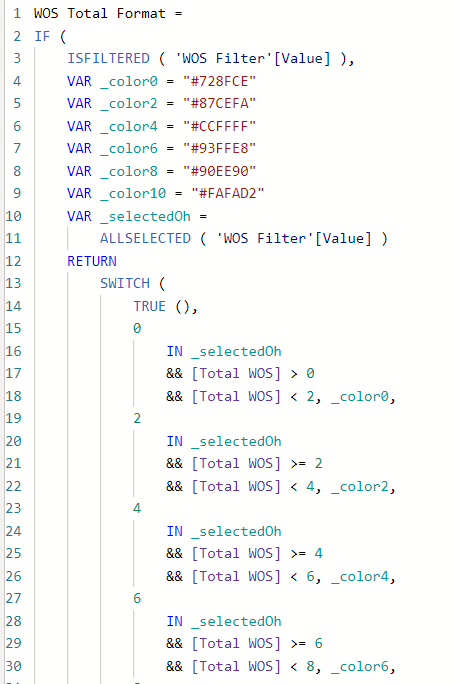 1 WOS Total Format =
2 IF (
3 ISFILTERED ( 'WOS Filter'[Value] ),
4 VAR _color0 = "#728FCE"
5 VAR _color2 = "#87CEFA"
6 VAR _color4 = "#CCFFFF"
7 VAR _color6 = "#93FFE8"
8 VAR _color8 = "#90EE90"
9 VAR _color10 = "#FAFAD2"
10 VAR _selectedOh =
11 ALLSELECTED ( 'WOS Filter'[Value] )
12 RETURN
13 SWITCH (
14 TRUE (),
15 0
16 IN _selectedOh
17 && [Total WOS] > 0
18 && [Total WOS] < 2, _color0,
19 2
20 IN _selectedOh
21 && [Total WOS] >= 2
22 && [Total WOS] < 4, _color2,
23 4
24 IN _selectedOh
25 && [Total WOS] >= 4
26 && [Total WOS] < 6, _color4,
27 6
28 IN _selectedOh
29 && [Total WOS] >= 6
30 && [Total WOS] < 8, _color6,